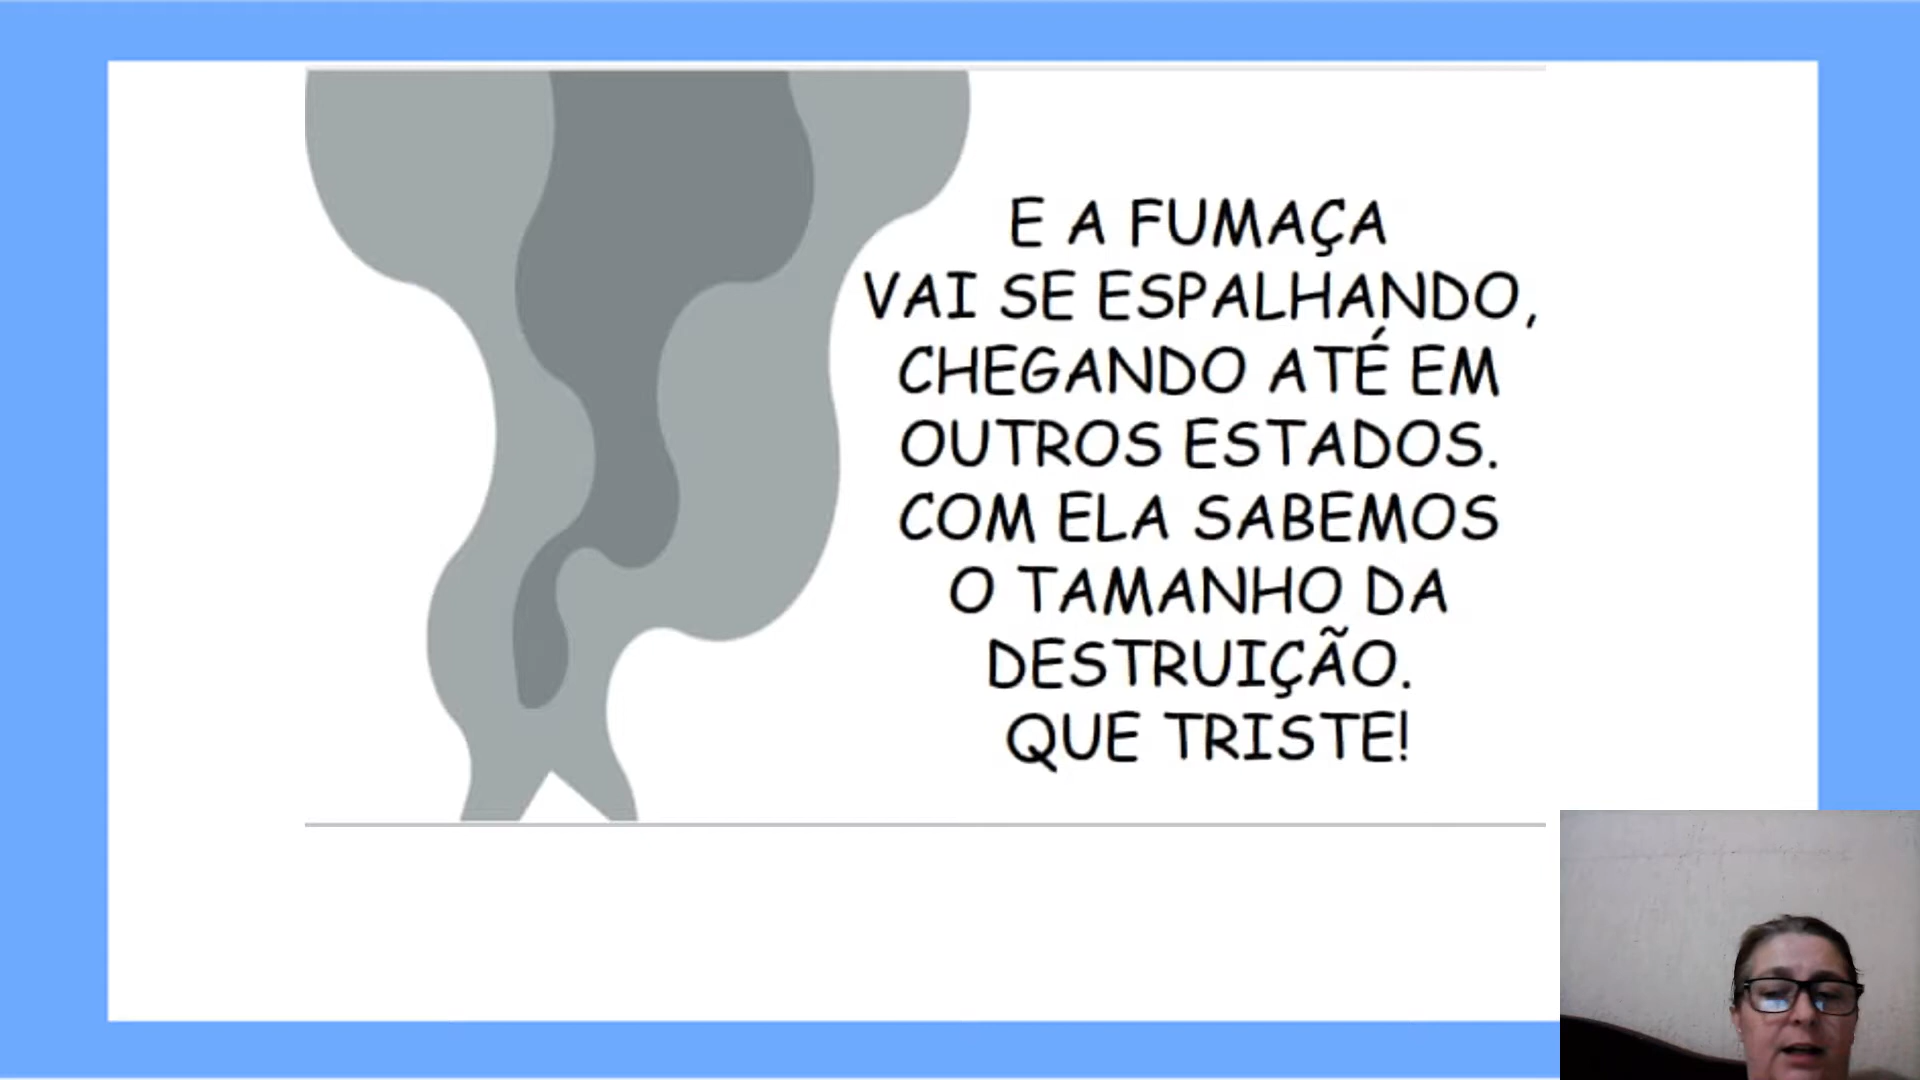 E A FUMAÇA
VAI SE ESPALHANDO,
CHEGANDO ATÉ EM
OUTROS ESTADOS.
COM ELA SABEMOS
O TAMANHO DA
DESTRUIÇÃO.
QUE TRISTE!